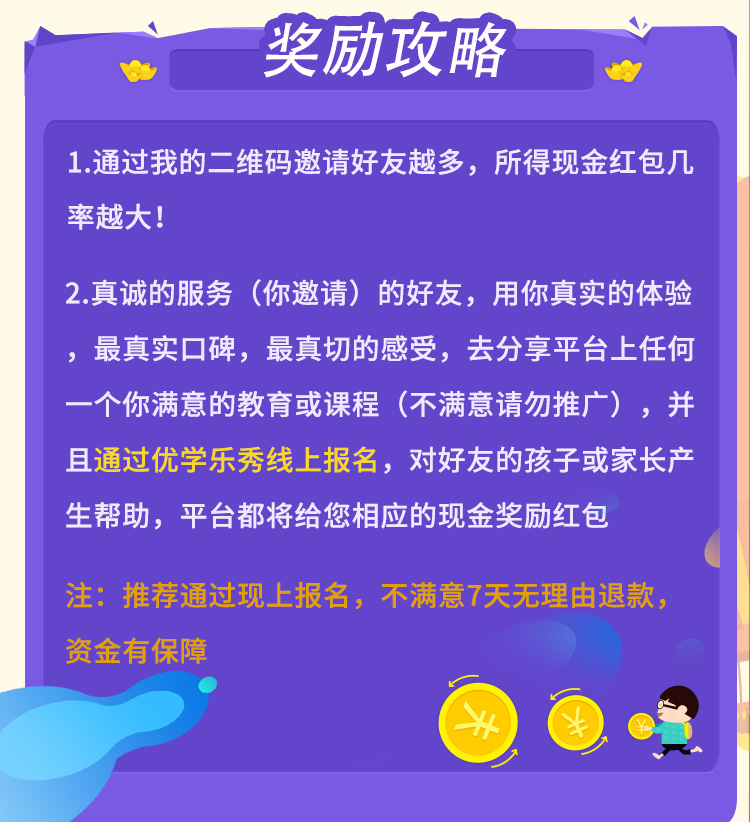 奖励攻略
1.通过我的二维码邀请好友越多，所得现金红包几
率越大！
2.真诚的服务（你邀请）的好友，用你真实的体验
，最真实口碑，最真切的感受，去分享平台上任何
一个你满意的教育或课程（不满意请勿推广），并
且通过优学乐秀线上报名，对好友的孩子或家长产
生帮助，平台都将给您相应的现金奖励红包
注：推荐通过现上报名，不满意7天无理由退款，
资金有保障